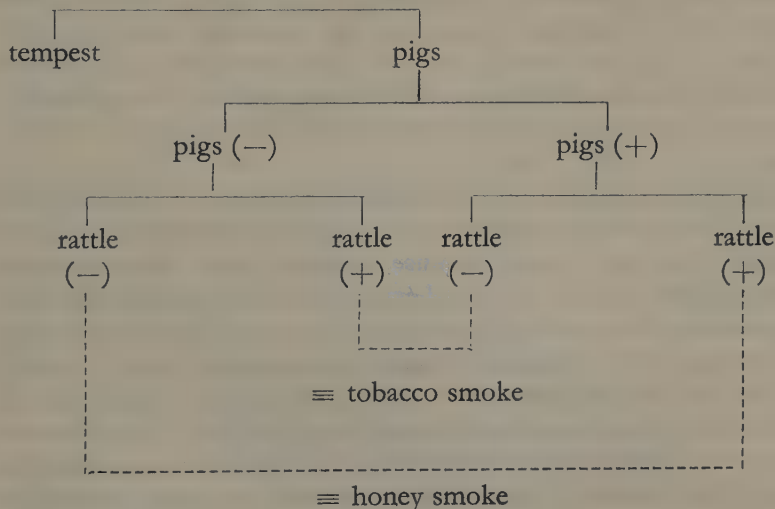 tempest pigs
pigs (−) pigs (+)
rattle rattle rattle rattle
(−) (+) (−) (+)
≡ tobacco smoke
≡ honey smoke